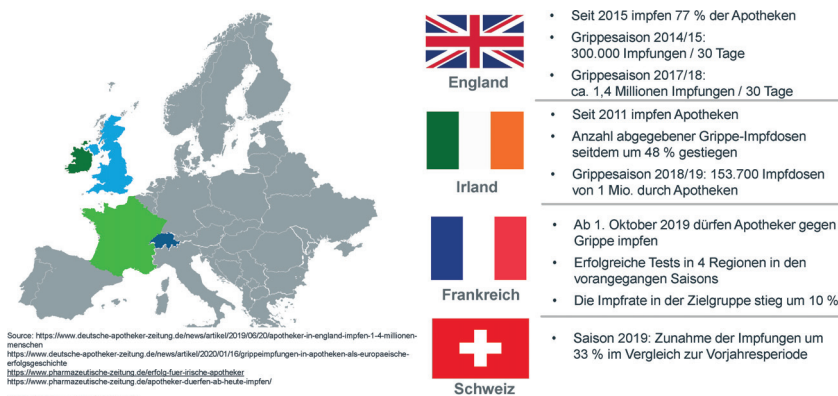 • Seit 2015 impfen 77 % der Apotheken
• Grippesaison 2014/15:
300.000 Impfungen / 30 Tage
• Grippesaison 2017/18:
ca. 1,4 Millionen Impfungen / 30 Tage
England
• Seit 2011 impfen Apotheken
• Anzahl abgegebener Grippe-Impfdosen
seitdem um 48 % gestiegen
• Grippesaison 2018/19: 153.700 Impfdosen
von 1 Mio. durch Apotheken
Irland
• Ab 1. Oktober 2019 dürfen Apotheker gegen
Grippe impfen
• Erfolgreiche Tests in 4 Regionen in den
vorangegangen Saisons
• Die Impfrate in der Zielgruppe stieg um 10 %
Frankreich
• Saison 2019: Zunahme der Impfungen um
33 % im Vergleich zur Vorjahresperiode
Schweiz
Source: https://www.deutsche-apotheker-zeitung.de/news/artikel/2019/06/20/apotheker-in-england-impfen-1-4-millionen-
menschen
https://www.deutsche-apotheker-zeitung.de/news/artikel/2020/01/16/grippeimpfungen-in-apotheken-als-europaeische-
erfolgsgeschichte
https://www.pharmazeutische-zeitung.de/erfolg-fuer-irische-apotheker
https://www.pharmazeutische-zeitung.de/apotheker-duerfen-ab-heute-impfen/